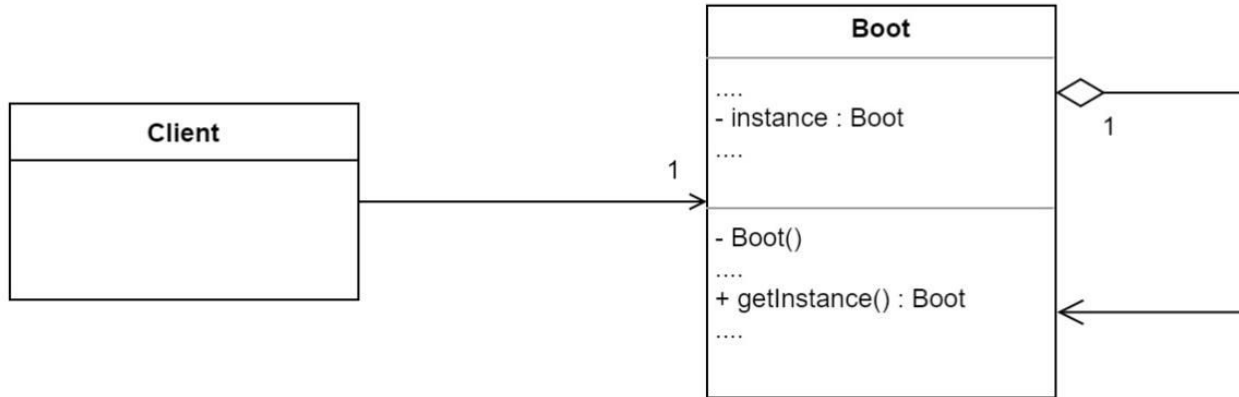 Client
1
Boot
....
- instance : Boot
....
- Boot()
....
+ getInstance() : Boot
....
1